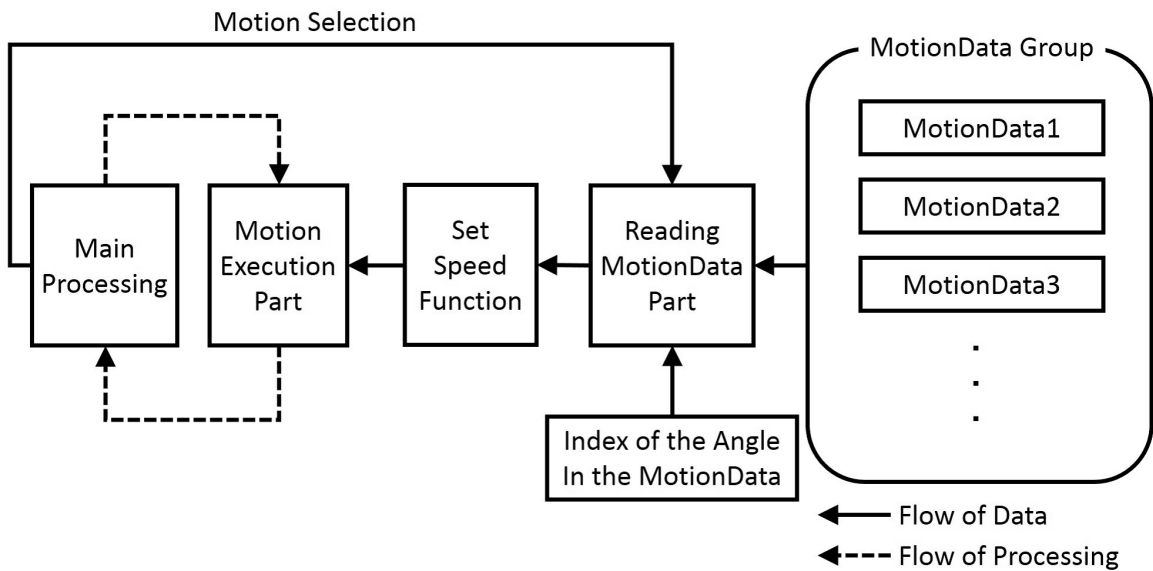 Motion Selection
MotionData Group
MotionData1
MotionData2
MotionData3
Main
Processing
Motion
Execution
Part
Set
Speed
Function
Reading
MotionData
Part
Index of the Angle
In the MotionData
Flow of Data
Flow of Processing